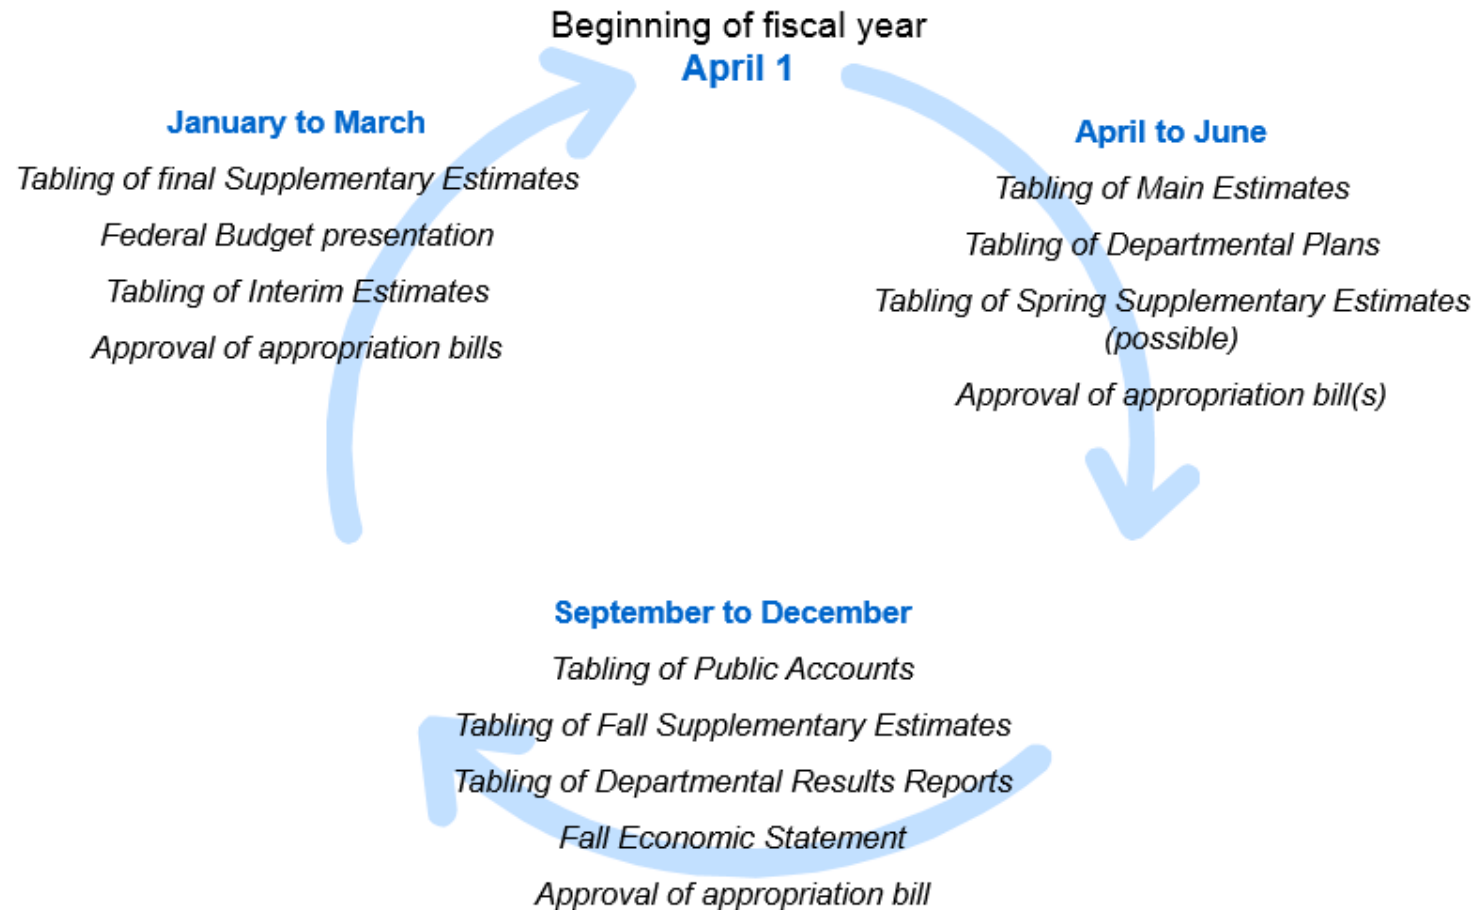 Beginning of fiscal year
April 1
January to March
Tabling of final Supplementary Estimates
Federal Budget presentation
Tabling of Interim Estimates
Approval of appropriation bills
April to June
Tabling of Main Estimates
Tabling of Departmental Plans
Tabling of Spring Supplementary Estimates
(possible)
Approval of appropriation bill(s)
September to December
Tabling of Public Accounts
Tabling of Fall Supplementary Estimates
Tabling of Departmental Results Reports
Fall Economic Statement
Approval of appropriation bill